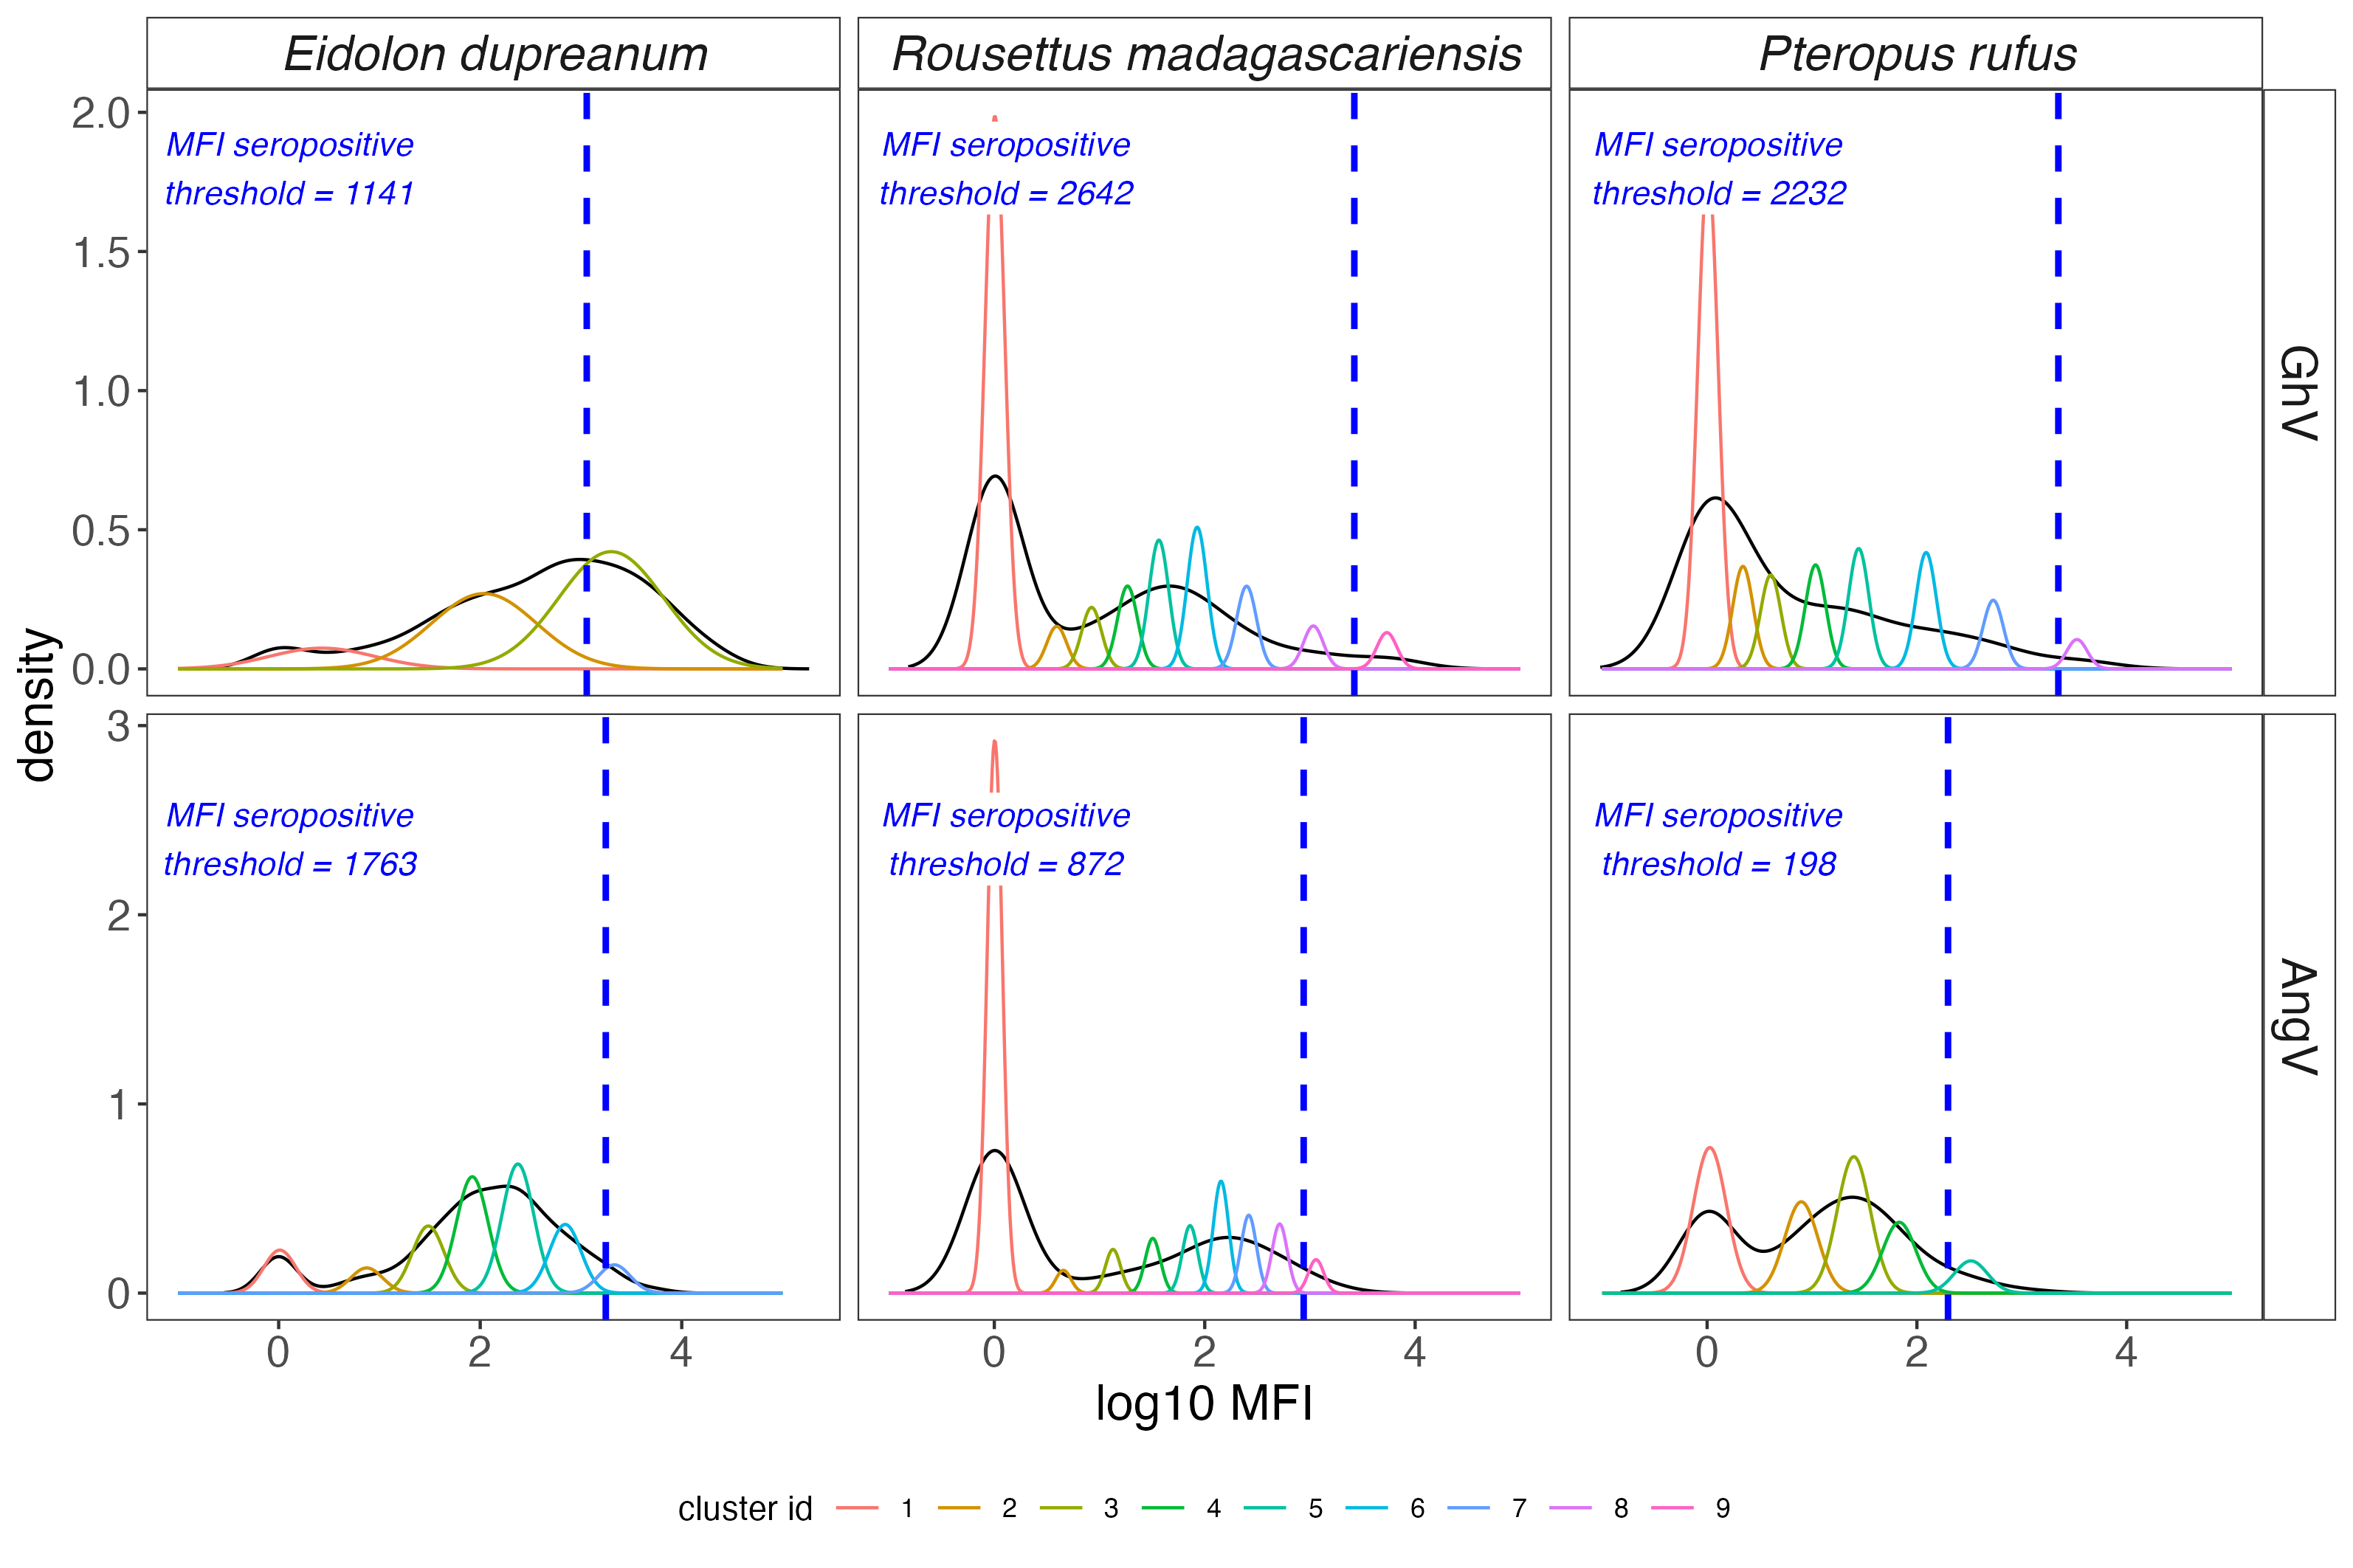 Eidolon dupreanum
Rousettus madagascariensis
Pteropus rufus
2.0
1.5
1.0
0.5
0.0
MFI seropositive
threshold = 1141
MFI seropositive
threshold = 2642
MFI seropositive
threshold = 2232
GhV
density
3
2
1
0
MFI seropositive
threshold = 1763
MFI seropositive
threshold = 872
MFI seropositive
threshold = 198
AngV
0 2 4
0 2 4
0 2 4
log10 MFI
cluster id 1 2 3 4 5 6 7 8 9